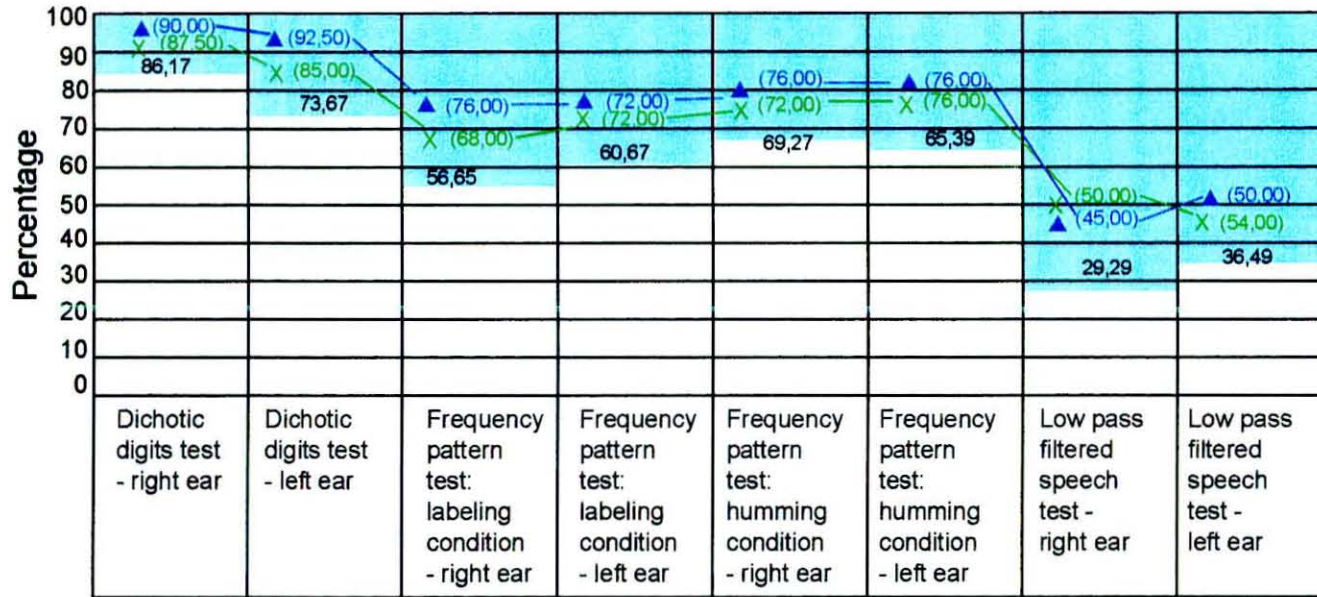 Percentage
100
90
80
70
60
50
40
30
20
10
0
(90,00)
(87,50)
86,17
(92,50)
(85,00)
73,67
(76,00)
(68,00)
56,65
(72,00)
(72,00)
60,67
(76,00)
(72,00)
69,27
(76,00)
(76,00)
65,39
(50,00)
(45,00)
29,29
(50,00)
(54,00)
36,49
Dichotic
digits test
- right ear
Dichotic
digits test
- left ear
Frequency
pattern
test:
labeling
condition
- right ear
Frequency
pattern
test:
labeling
condition
- left ear
Frequency
pattern
test:
humming
condition
- right ear
Frequency
pattern
test:
humming
condition
- left ear
Low pass
filtered
speech
test -
right ear
Low pass
filtered
speech
test -
left ear